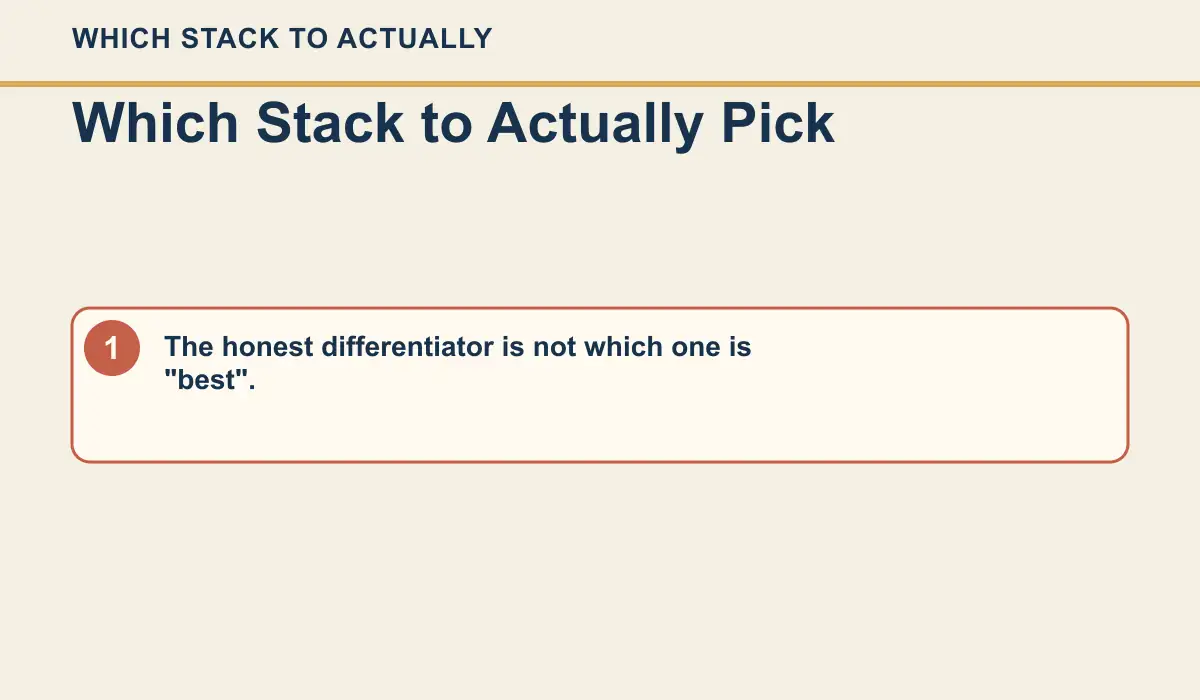 WHICH STACK TO ACTUALLY
Which Stack to Actually Pick
1
The honest differentiator is not which one is
"best".